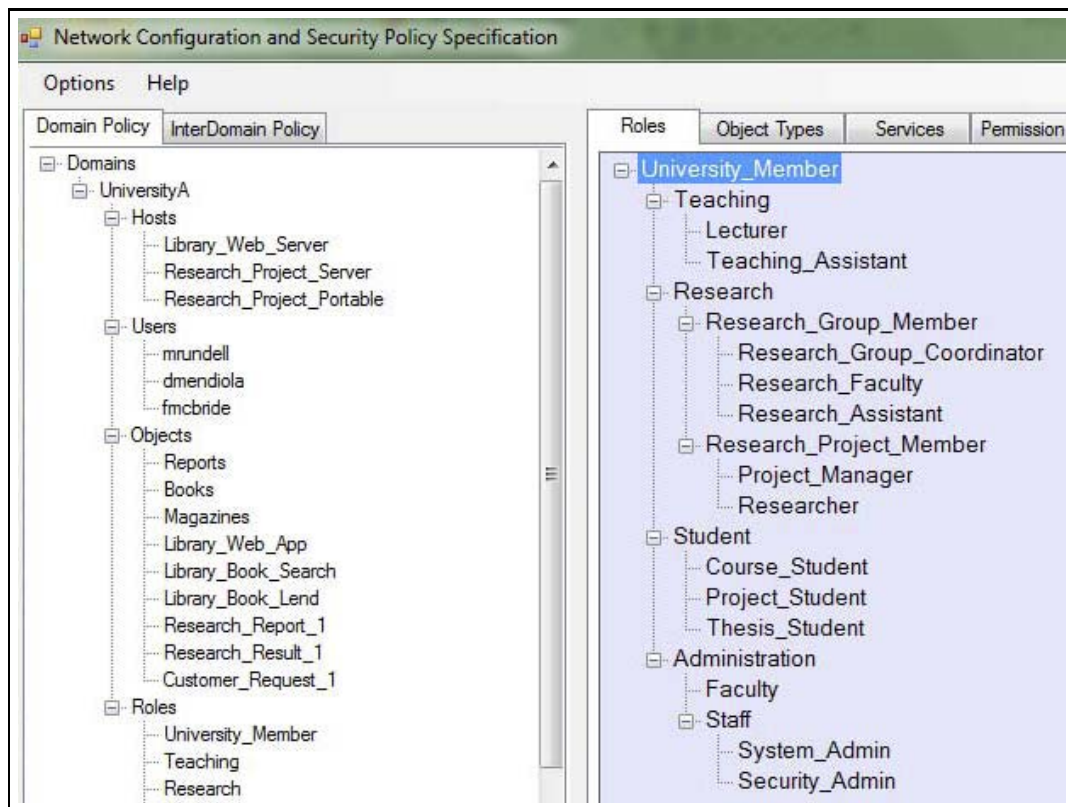 Network Configuration and Security Policy Specification
Options Help
Domain Policy InterDomain Policy
Domains
UniversityA
Hosts
Library_Web_Server
Research_Project_Server
Research_Project_Portable
Users
mrundell
dmendiola
fmcbride
Objects
Reports
Books
Magazines
Library_Web_App
Library_Book_Search
Library_Book_Lend
Research_Report_1
Research_Result_1
Customer_Request_1
Roles
University_Member
Teaching
Research
Roles Object Types Services Permission
University_Member
Teaching
Lecturer
Teaching_Assistant
Research
Research_Group_Member
Research_Group_Coordinator
Research_Faculty
Research_Assistant
Research_Project_Member
Project_Manager
Researcher
Student
Course_Student
Project_Student
Thesis_Student
Administration
Faculty
Staff
System_Admin
Security_Admin